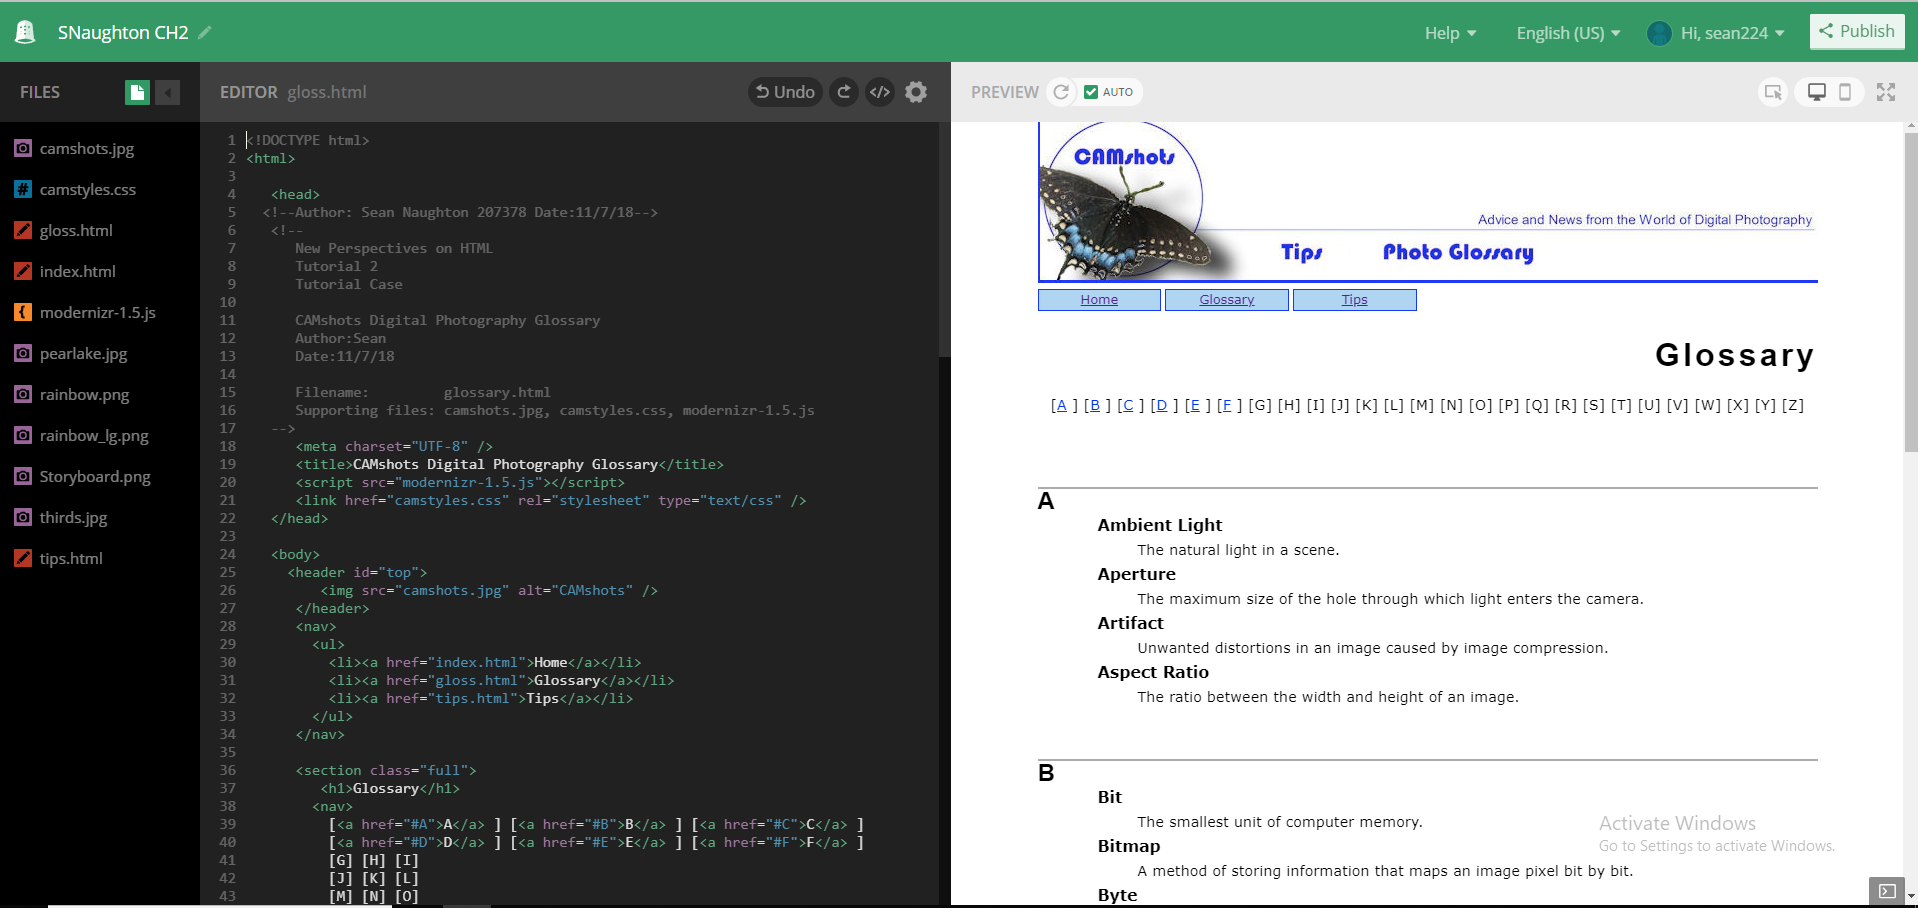 SNaughton CH2
Help
English (US)
Hi, sean224
Publish
FILES
camshots.jpg
camstyles.css
gloss.html
index.html
modernizr-1.5.js
pearlake.jpg
rainbow.png
rainbow_lg.png
Storyboard.png
thirds.jpg
tips.html
EDITOR gloss.html
Undo
1 <!DOCTYPE html>
2 <html>
3
4 <head>
5 <!--Author: Sean Naughton 207378 Date:11/7/18-->
6 <!--
7 New Perspectives on HTML
8 Tutorial 2
9 Tutorial Case
10
11 CAMshots Digital Photography Glossary
12 Author:Sean
13 Date:11/7/18
14
15 Filename: glossary.html
16 Supporting files: camshots.jpg, camstyles.css, modernizr-1.5.js
17 -->
18 <meta charset="UTF-8" />
19 <title>CAMshots Digital Photography Glossary</title>
20 <script src="modernizr-1.5.js"></script>
21 <link href="camstyles.css" rel="stylesheet" type="text/css" />
22 </head>
23
24 <body>
25 <header id="top">
26 <img src="camshots.jpg" alt="CAMshots" />
27 </header>
28 <nav>
29 <ul>
30 <li><a href="index.html">Home</a></li>
31 <li><a href="gloss.html">Glossary</a></li>
32 <li><a href="tips.html">Tips</a></li>
33 </ul>
34 </nav>
35
36 <section class="full">
37 <h1>Glossary</h1>
38 <nav>
39 [<a href="#A">A</a> ] [<a href="#B">B</a> ] [<a href="#C">C</a> ]
40 [<a href="#D">D</a> ] [<a href="#E">E</a> ] [<a href="#F">F</a> ]
41 [G] [H] [I]
42 [J] [K] [L]
43 [M] [N] [O]
PREVIEW
AUTO
CAMshots
Advice and News from the World of Digital Photography
Tips Photo Glossary
Home Glossary Tips
Glossary
[A ] [B ] [C ] [D ] [E ] [F ] [G] [H] [I] [J] [K] [L] [M] [N] [O] [P] [Q] [R] [S] [T] [U] [V] [W] [X] [Y] [Z]
A
Ambient Light
The natural light in a scene.
Aperture
The maximum size of the hole through which light enters the camera.
Artifact
Unwanted distortions in an image caused by image compression.
Aspect Ratio
The ratio between the width and height of an image.
B
Bit
The smallest unit of computer memory.
Bitmap
A method of storing information that maps an image pixel bit by bit.
Byte
Activate Windows
Go to Settings to activate Windows.